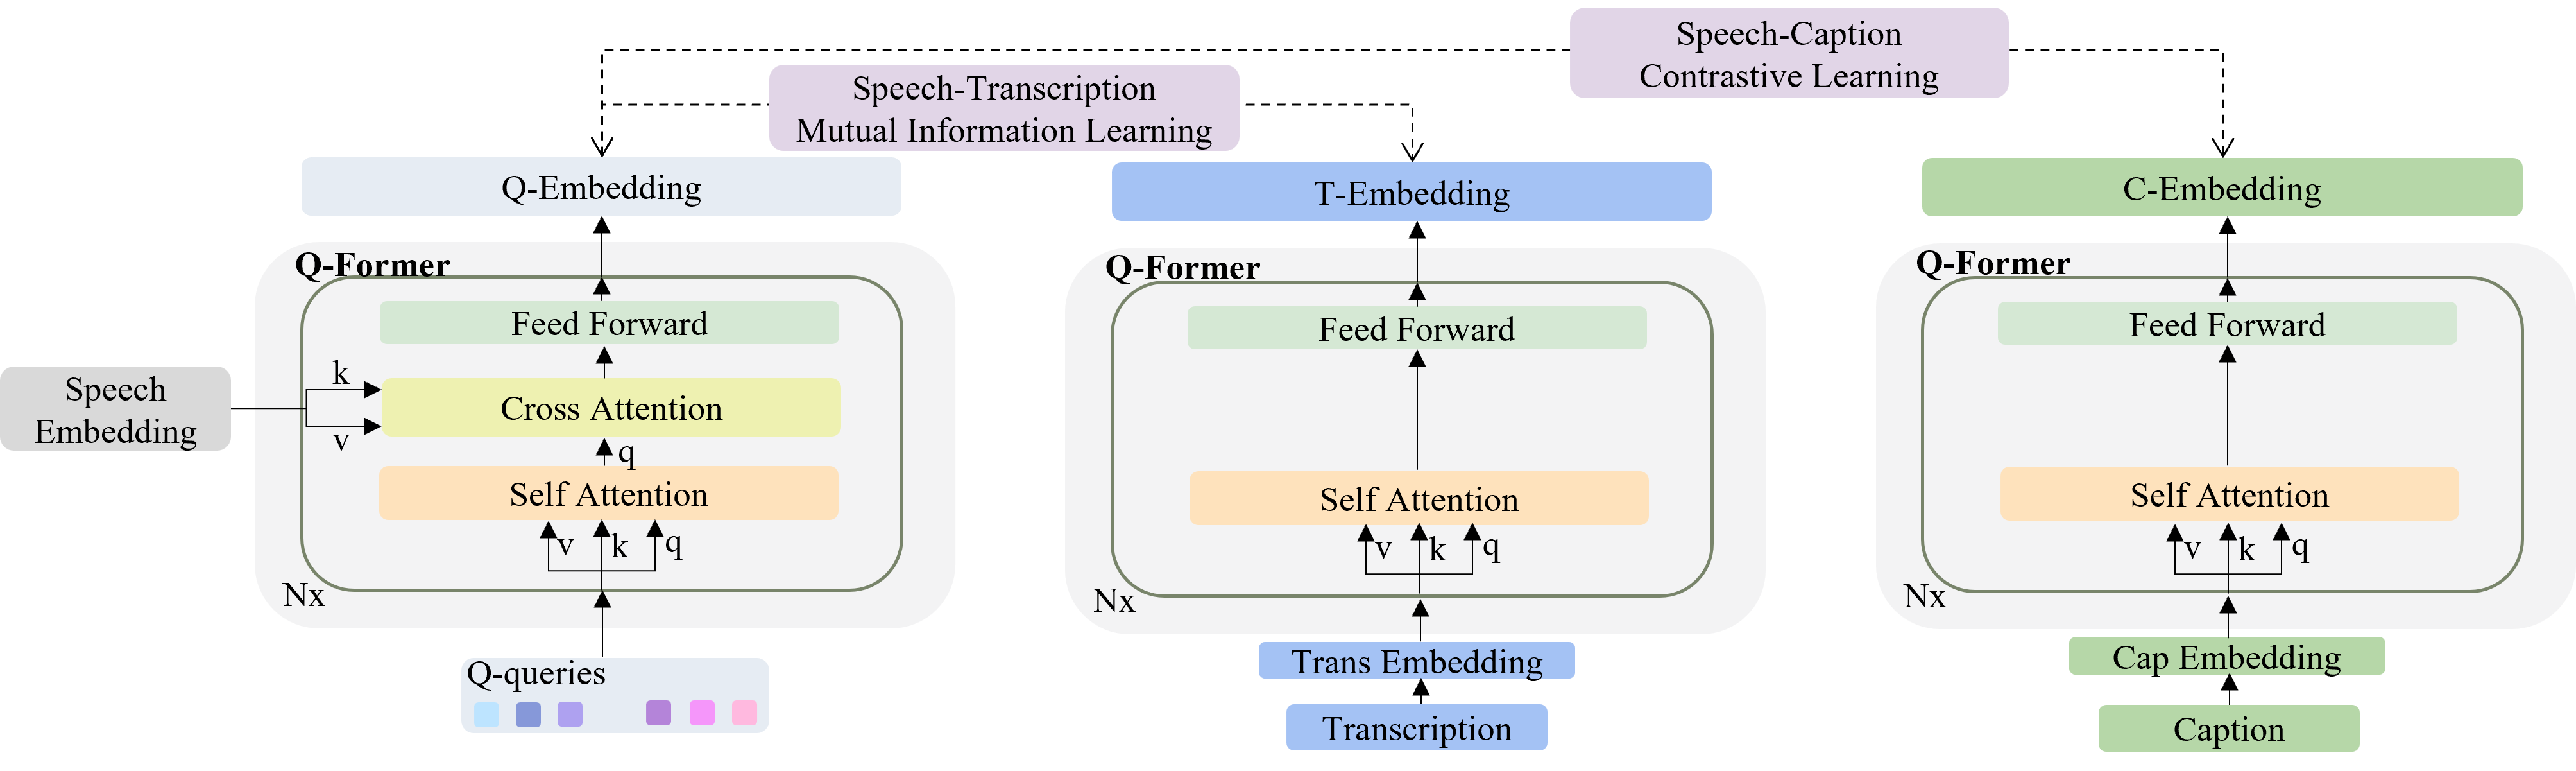 Speech-Caption
Contrastive Learning
Speech-Transcription
Mutual Information Learning
Q-Embedding
T-Embedding
C-Embedding
Q-Former
Feed Forward
Speech
Embedding
k
v
Cross Attention
q
Self Attention
v k q
Nx
Q-queries
Q-Former
Feed Forward
Self Attention
v k q
Nx
Trans Embedding
Transcription
Q-Former
Feed Forward
Self Attention
v k q
Nx
Cap Embedding
Caption